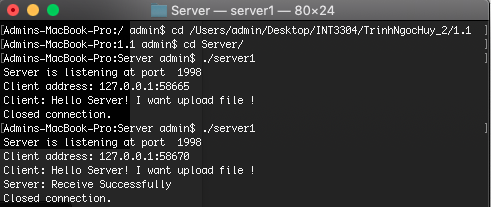 Server — server1 — 80×24
[Admins-MacBook-Pro:/ admin$ cd /Users/admin/Desktop/INT3304/TrinhNgocHuy_2/1.1 ]
[Admins-MacBook-Pro:1.1 admin$ cd Server/ ]
[Admins-MacBook-Pro:Server admin$ ./server1 ]
Server is listening at port  1998
Client address: 127.0.0.1:58665
Client: Hello Server! I want upload file !
Closed connection.
[Admins-MacBook-Pro:Server admin$ ./server1 ]
Server is listening at port  1998
Client address: 127.0.0.1:58670
Client: Hello Server! I want upload file !
Server: Receive Successfully
Closed connection.